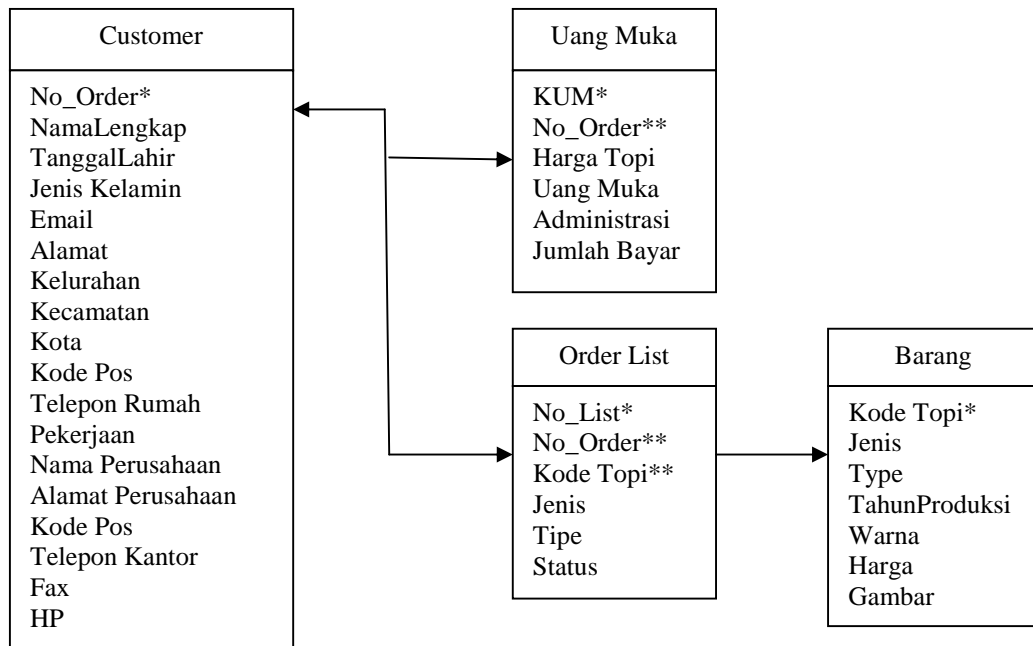 Customer
No_Order*
NamaLengkap
TanggalLahir
Jenis Kelamin
Email
Alamat
Kelurahan
Kecamatan
Kota
Kode Pos
Telepon Rumah
Pekerjaan
Nama Perusahaan
Alamat Perusahaan
Kode Pos
Telepon Kantor
Fax
HP
Uang Muka
KUM*
No_Order**
Harga Topi
Uang Muka
Administrasi
Jumlah Bayar
Order List
No_List*
No_Order**
Kode Topi**
Jenis
Tipe
Status
Barang
Kode Topi*
Jenis
Type
TahunProduksi
Warna
Harga
Gambar